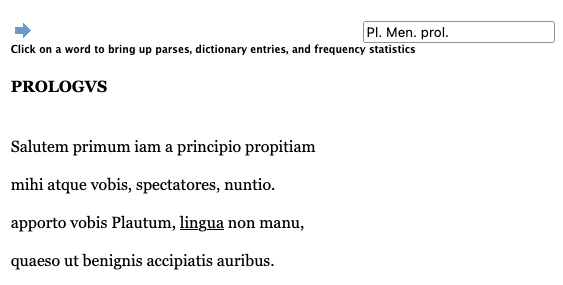 Pl. Men. prol.
Click on a word to bring up parses, dictionary entries, and frequency statistics
PROLOGVS
Salutem primum iam a principio propitiam
mihi atque vobis, spectatores, nuntio.
apporto vobis Plautum, lingua non manu,
quaeso ut benignis accipiatis auribus.